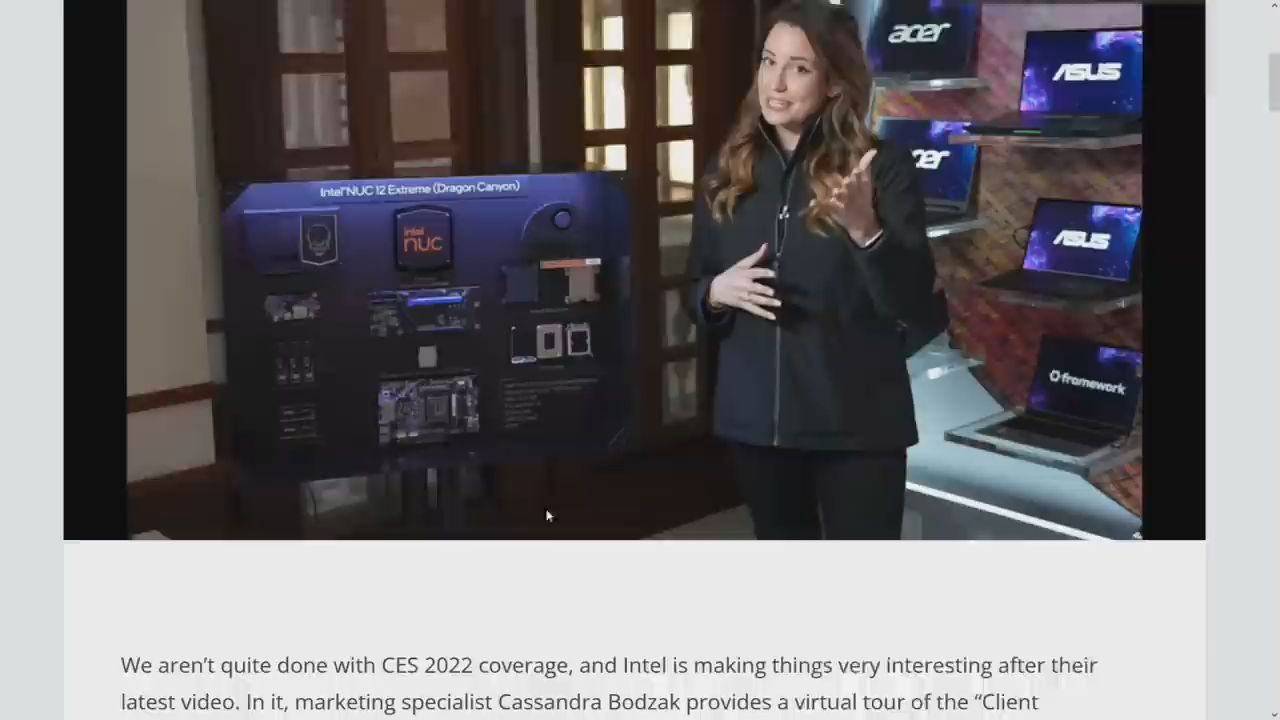 acer
ASUS
acer
Intel® NUC 12 Extreme (Dragon Canyon)
intel
nuc
ASUS
framework
We aren’t quite done with CES 2022 coverage, and Intel is making things very interesting after their
latest video. In it, marketing specialist Cassandra Bodzak provides a virtual tour of the “Client